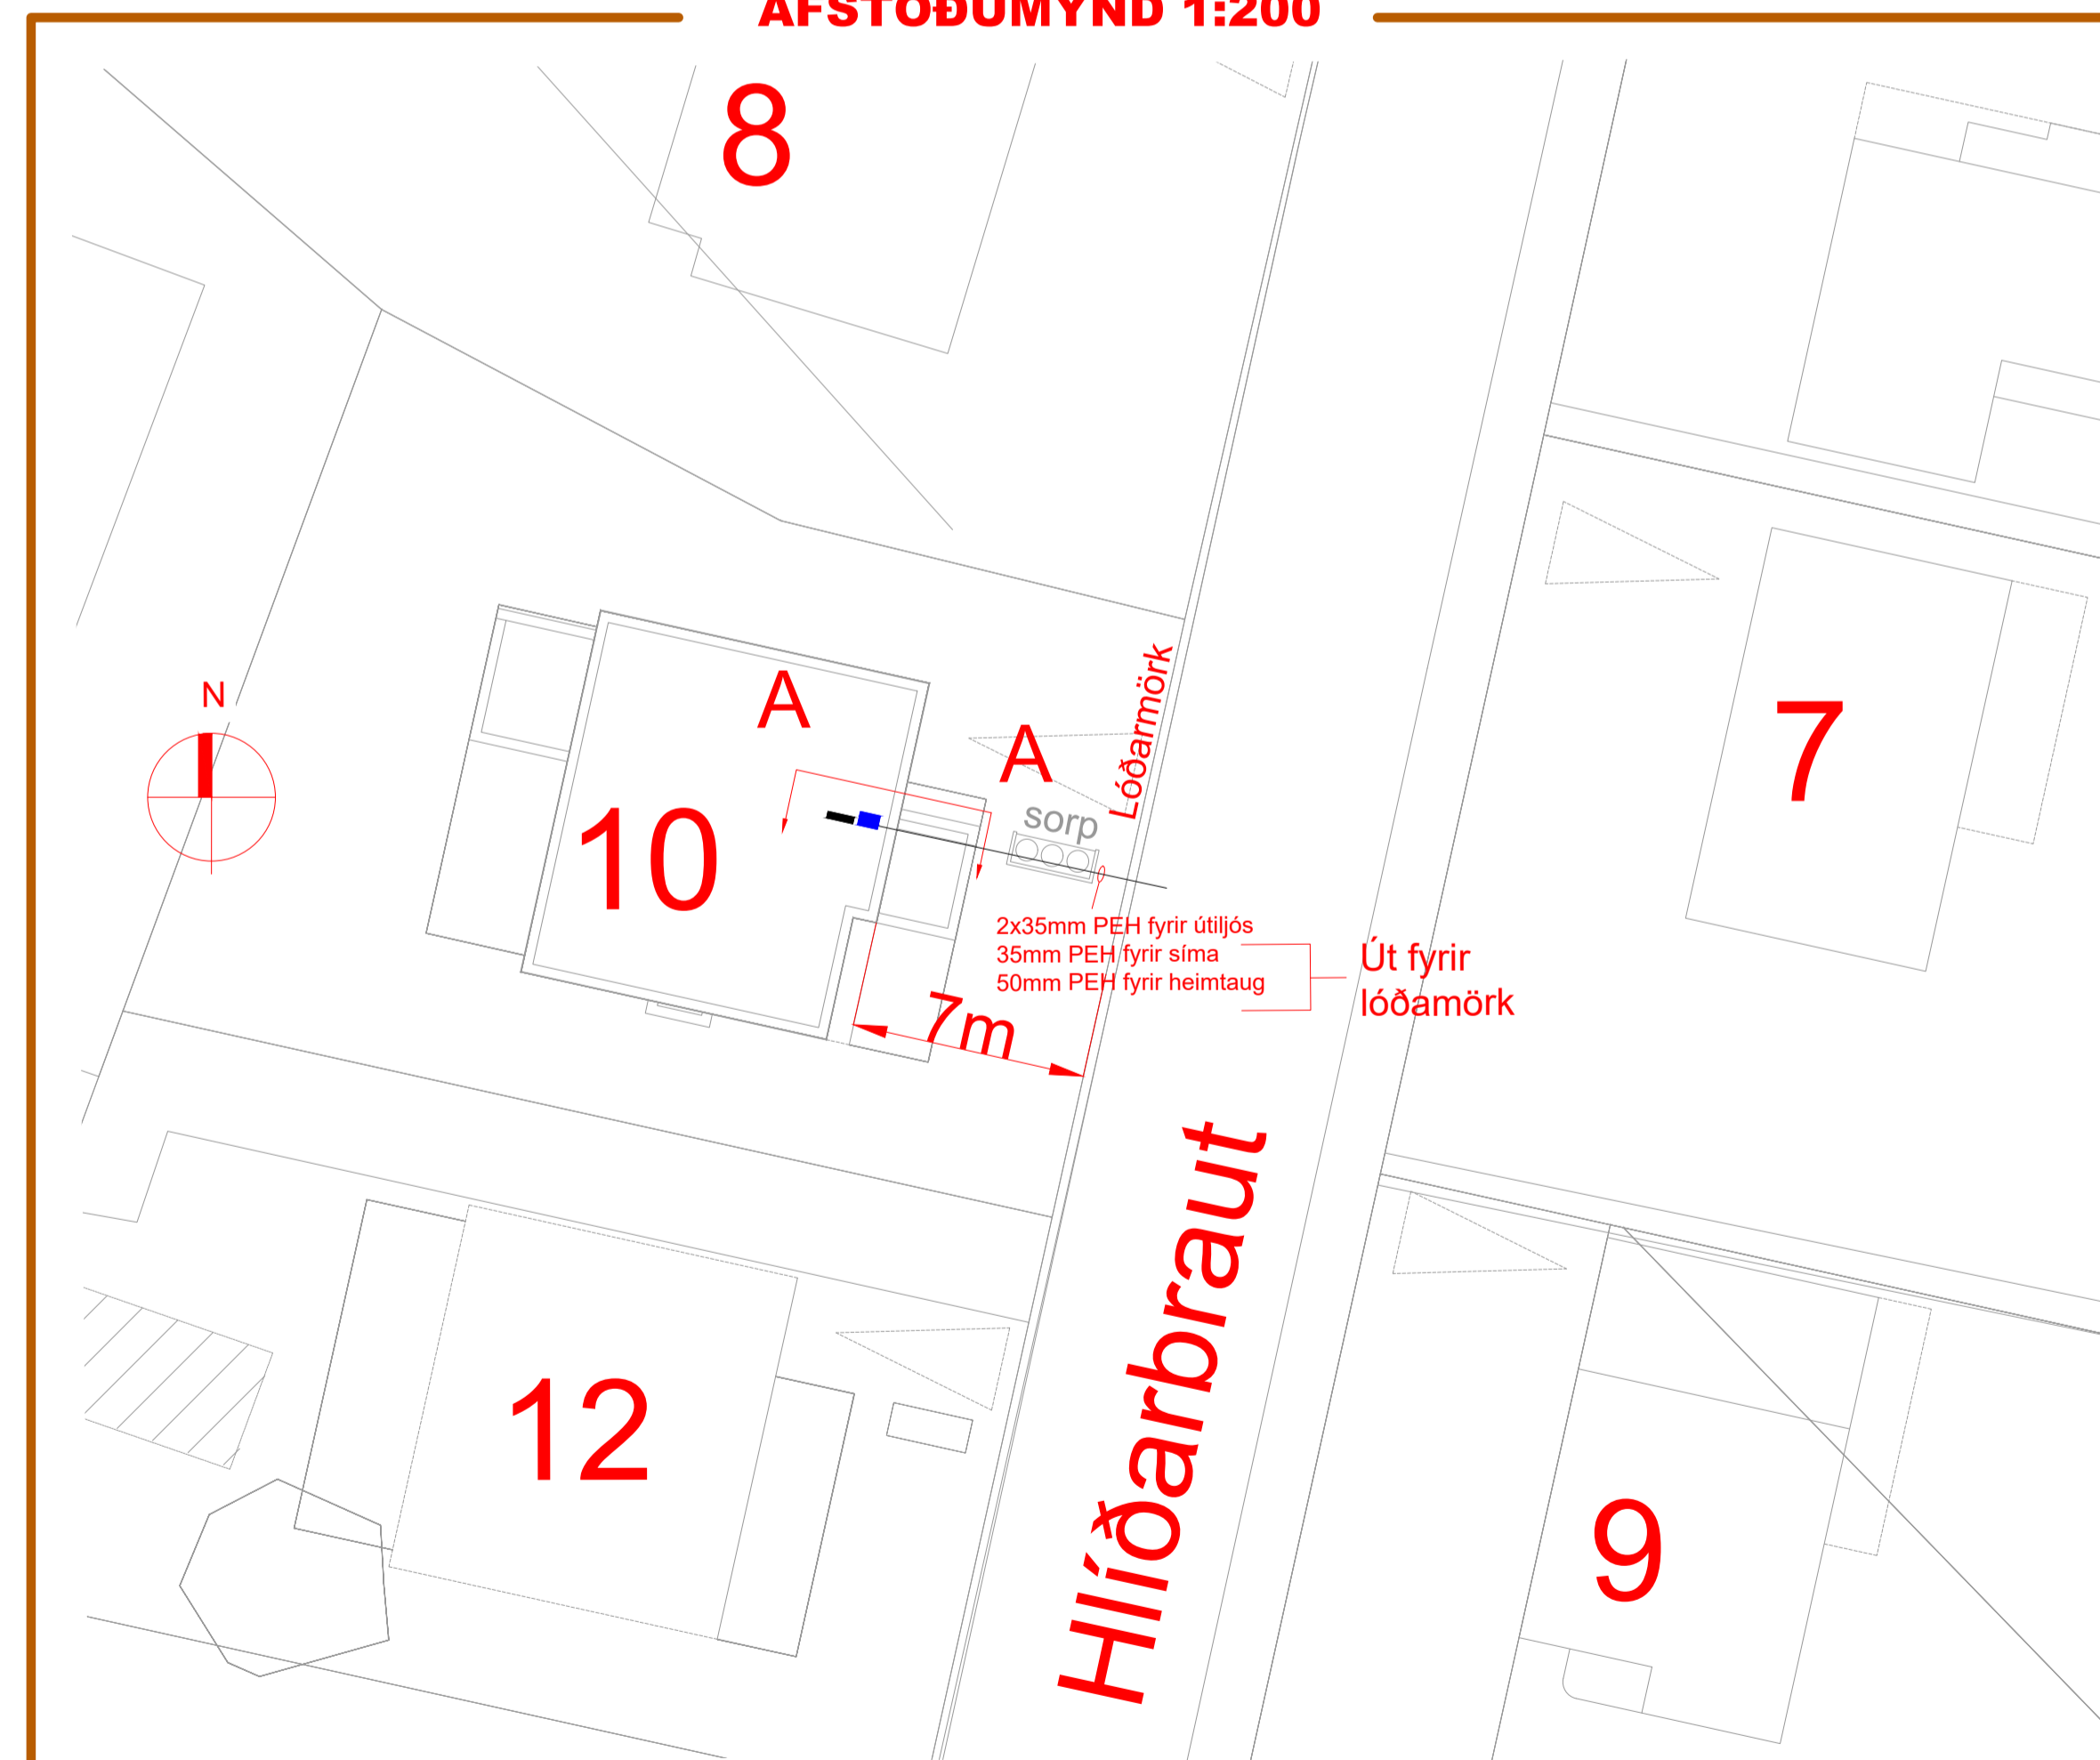 AFSTÖÐUMYND 1:200
8
N
A
A
Lóðarmörk
7
sorp
10
2x35mm PEH fyrir útiljós
35mm PEH fyrir síma
50mm PEH fyrir heimtaug
Út fyrir
lóðamörk
7m
Hlíðarbraut
12
9